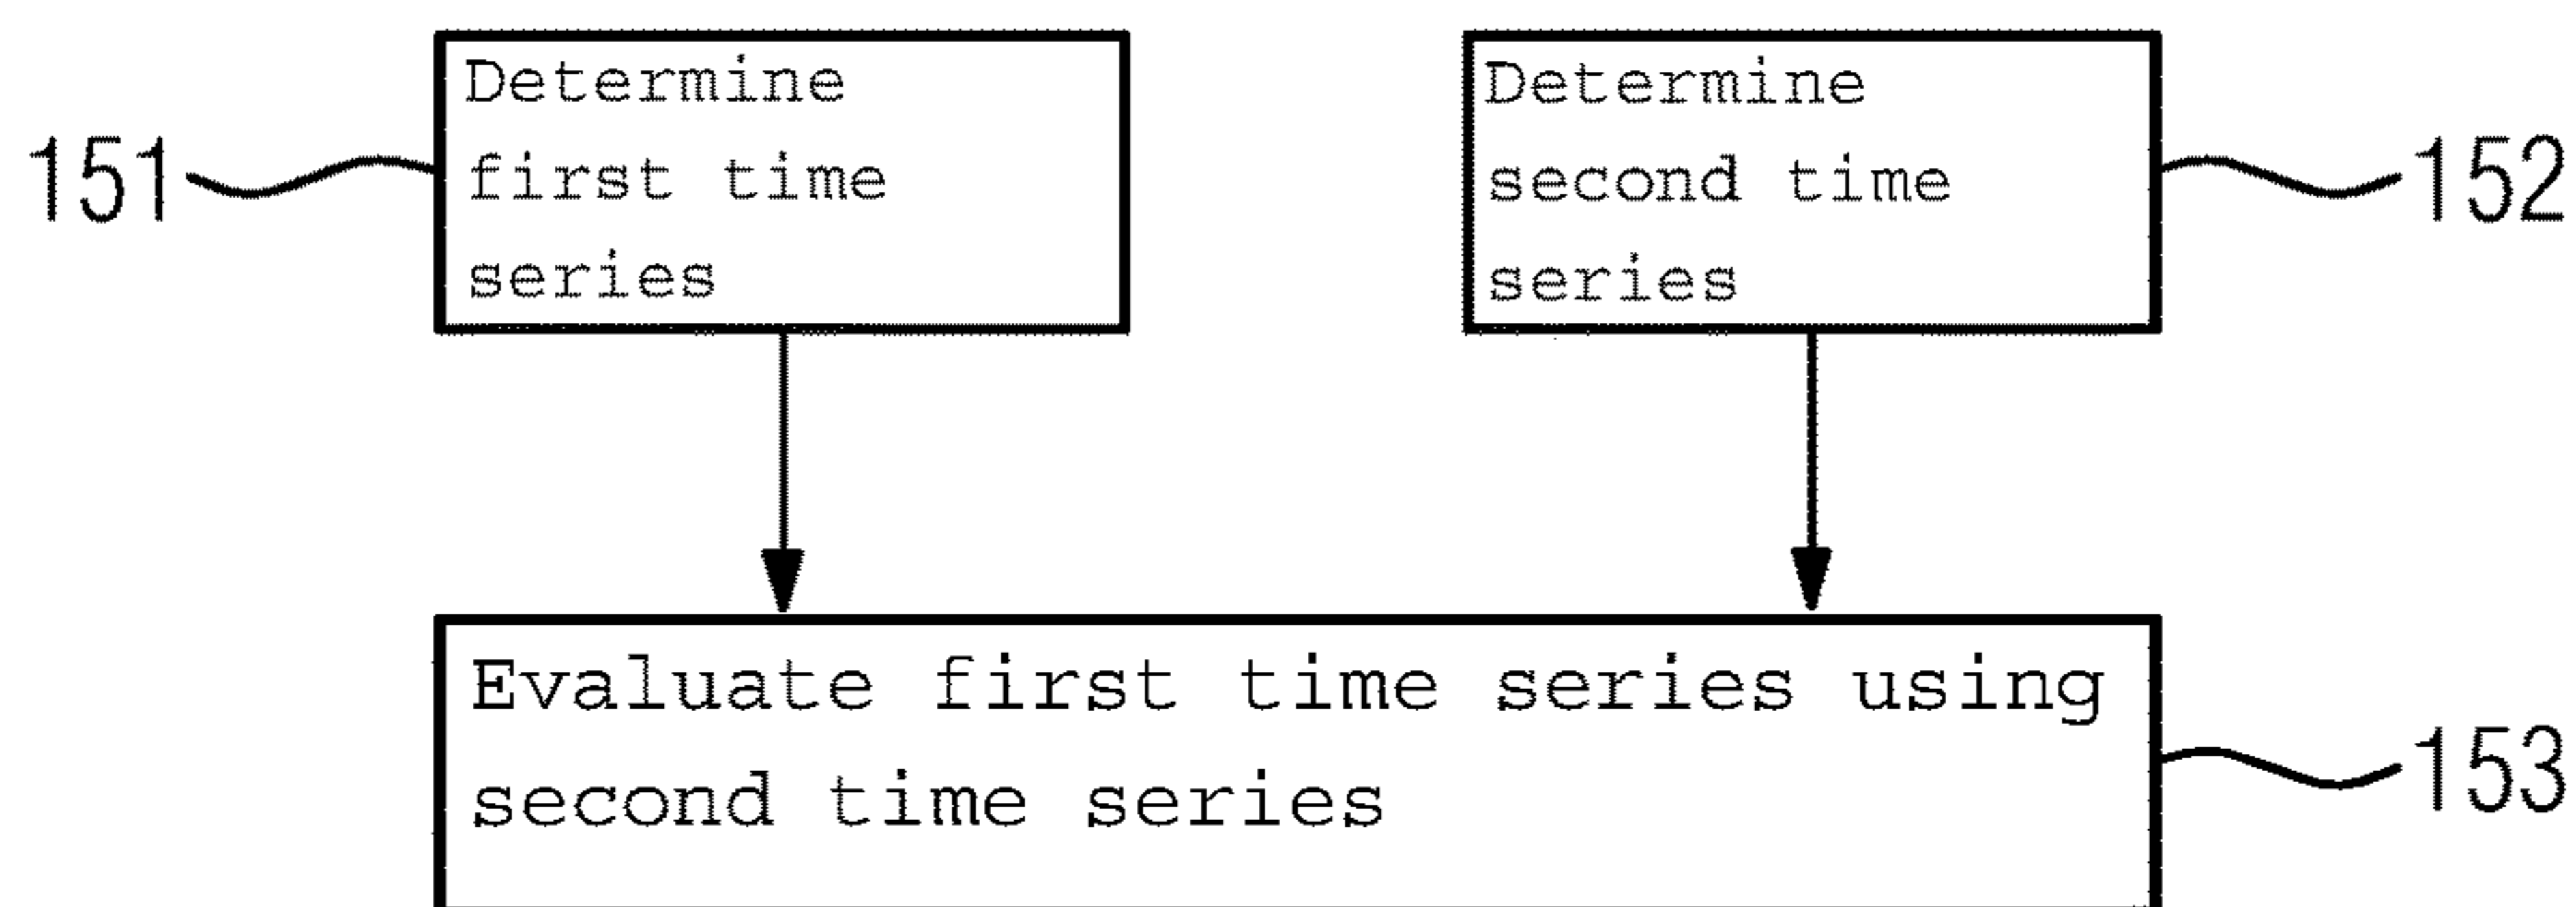 151
Determine
first time
series
Determine
second time
series
152
Evaluate first time series using
second time series
153